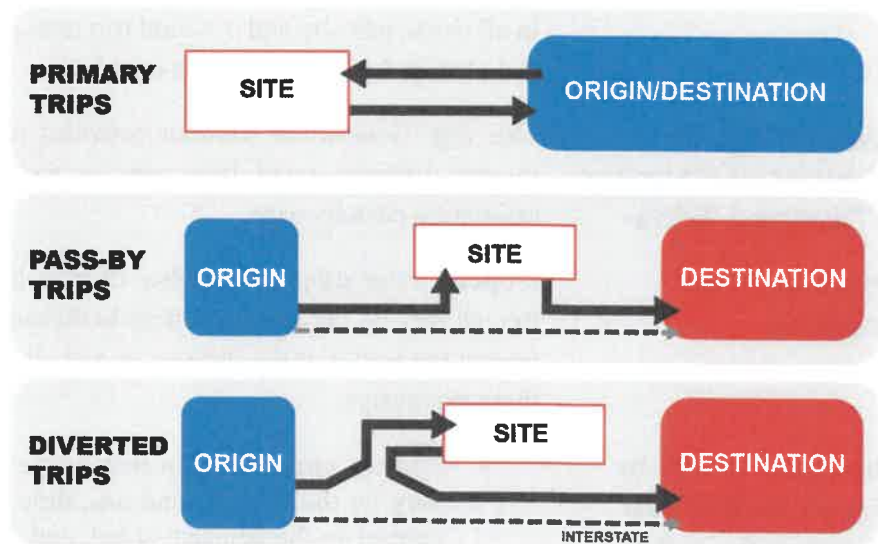 PRIMARY
TRIPS
SITE
ORIGIN/DESTINATION
PASS-BY
TRIPS
ORIGIN
SITE
DESTINATION
DIVERTED
TRIPS
ORIGIN
SITE
DESTINATION
INTERSTATE